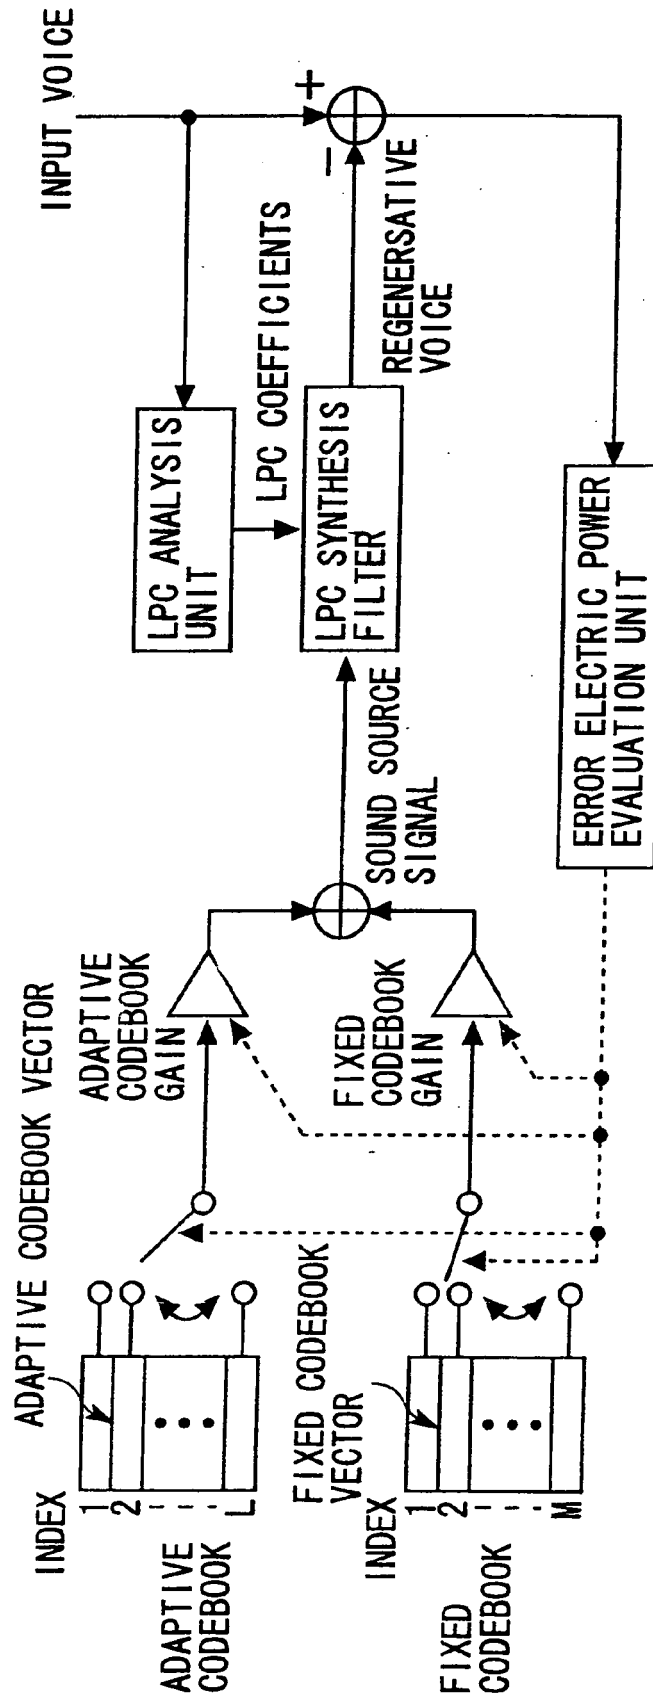 INPUT VOICE
+
−
LPC ANALYSIS
UNIT
LPC COEFFICIENTS
LPC SYNTHESIS
FILTER
REGENERSATIVE
VOICE
ADAPTIVE CODEBOOK VECTOR
ADAPTIVE
CODEBOOK
GAIN
SOUND SOURCE
SIGNAL
INDEX
1
2
L
ADAPTIVE
CODEBOOK
FIXED CODEBOOK
VECTOR
FIXED
CODEBOOK
GAIN
INDEX
1
2
M
FIXED
CODEBOOK
ERROR ELECTRIC POWER
EVALUATION UNIT